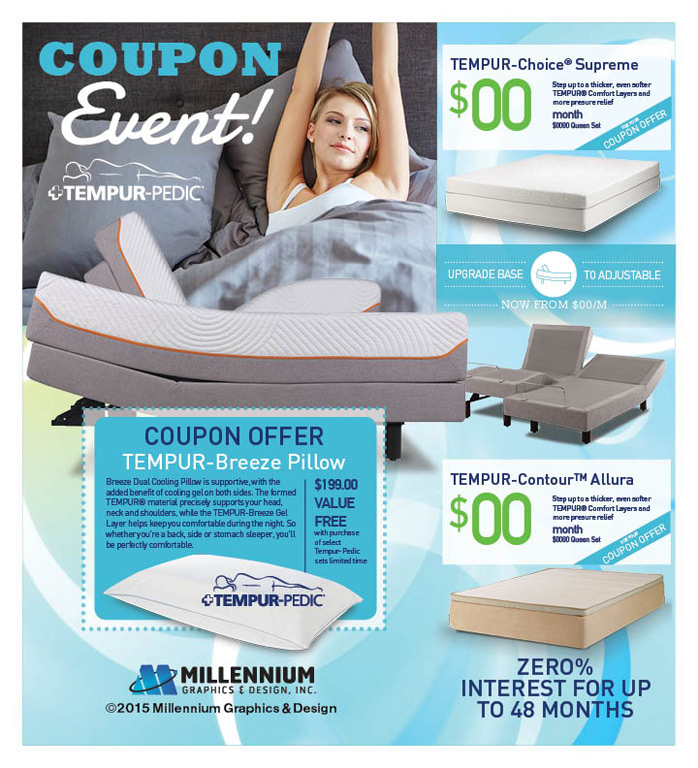 COUPON
Event!
TEMPUR-PEDIC
TEMPUR-Choice® Supreme
$00
Step up to a thicker, even softer
TEMPUR® Comfort Layers and
more presure relief
month
$0000 Queen Set
COUPON OFFER
UPGRADE BASE
TO ADJUSTABLE
NOW FROM $00/M
COUPON OFFER
TEMPUR-Breeze Pillow
Breeze Dual Cooling Pillow is supportive, with the
added benefit of cooling gel on both sides. The formed
TEMPUR® material precisely supports your head,
neck and shoulders, while the TEMPUR-Breeze Gel
Layer helps keep you comfortable during the night. So
whether you're a back, side or stomach sleeper, you'll
be perfectly comfortable.
$199.00
VALUE
FREE
with purchase
of select
Tempur- Pedic
sets limited time
TEMPUR-PEDIC
TEMPUR-Contour™ Allura
$00
Step up to a thicker, even softer
TEMPUR® Comfort Layers and
more presure relief
month
$0000 Queen Set
COUPON OFFER
MILLENNIUM
GRAPHICS & DESIGN, INC.
©2015 Millennium Graphics & Design
ZERO%
INTEREST FOR UP
TO 48 MONTHS